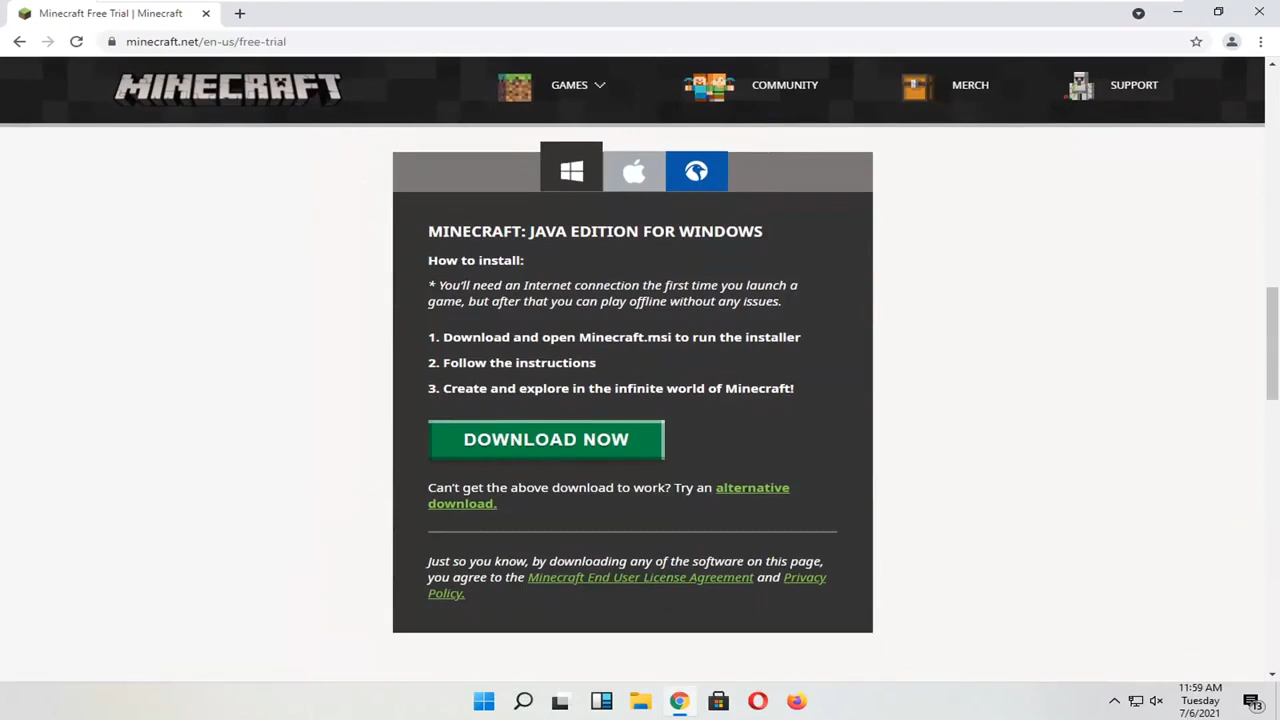 Minecraft Free Trial | Minecraft
minecraft.net/en-us/free-trial
MINECRAFT
GAMES
COMMUNITY
MERCH
SUPPORT
MINECRAFT: JAVA EDITION FOR WINDOWS
How to install:
* You'll need an Internet connection the first time you launch a
game, but after that you can play offline without any issues.
1. Download and open Minecraft.msi to run the installer
2. Follow the instructions
3. Create and explore in the infinite world of Minecraft!
DOWNLOAD NOW
Can't get the above download to work? Try an alternative
download.
Just so you know, by downloading any of the software on this page,
you agree to the Minecraft End User License Agreement and Privacy
Policy.
11:59 AM
Tuesday
7/6/2021
13